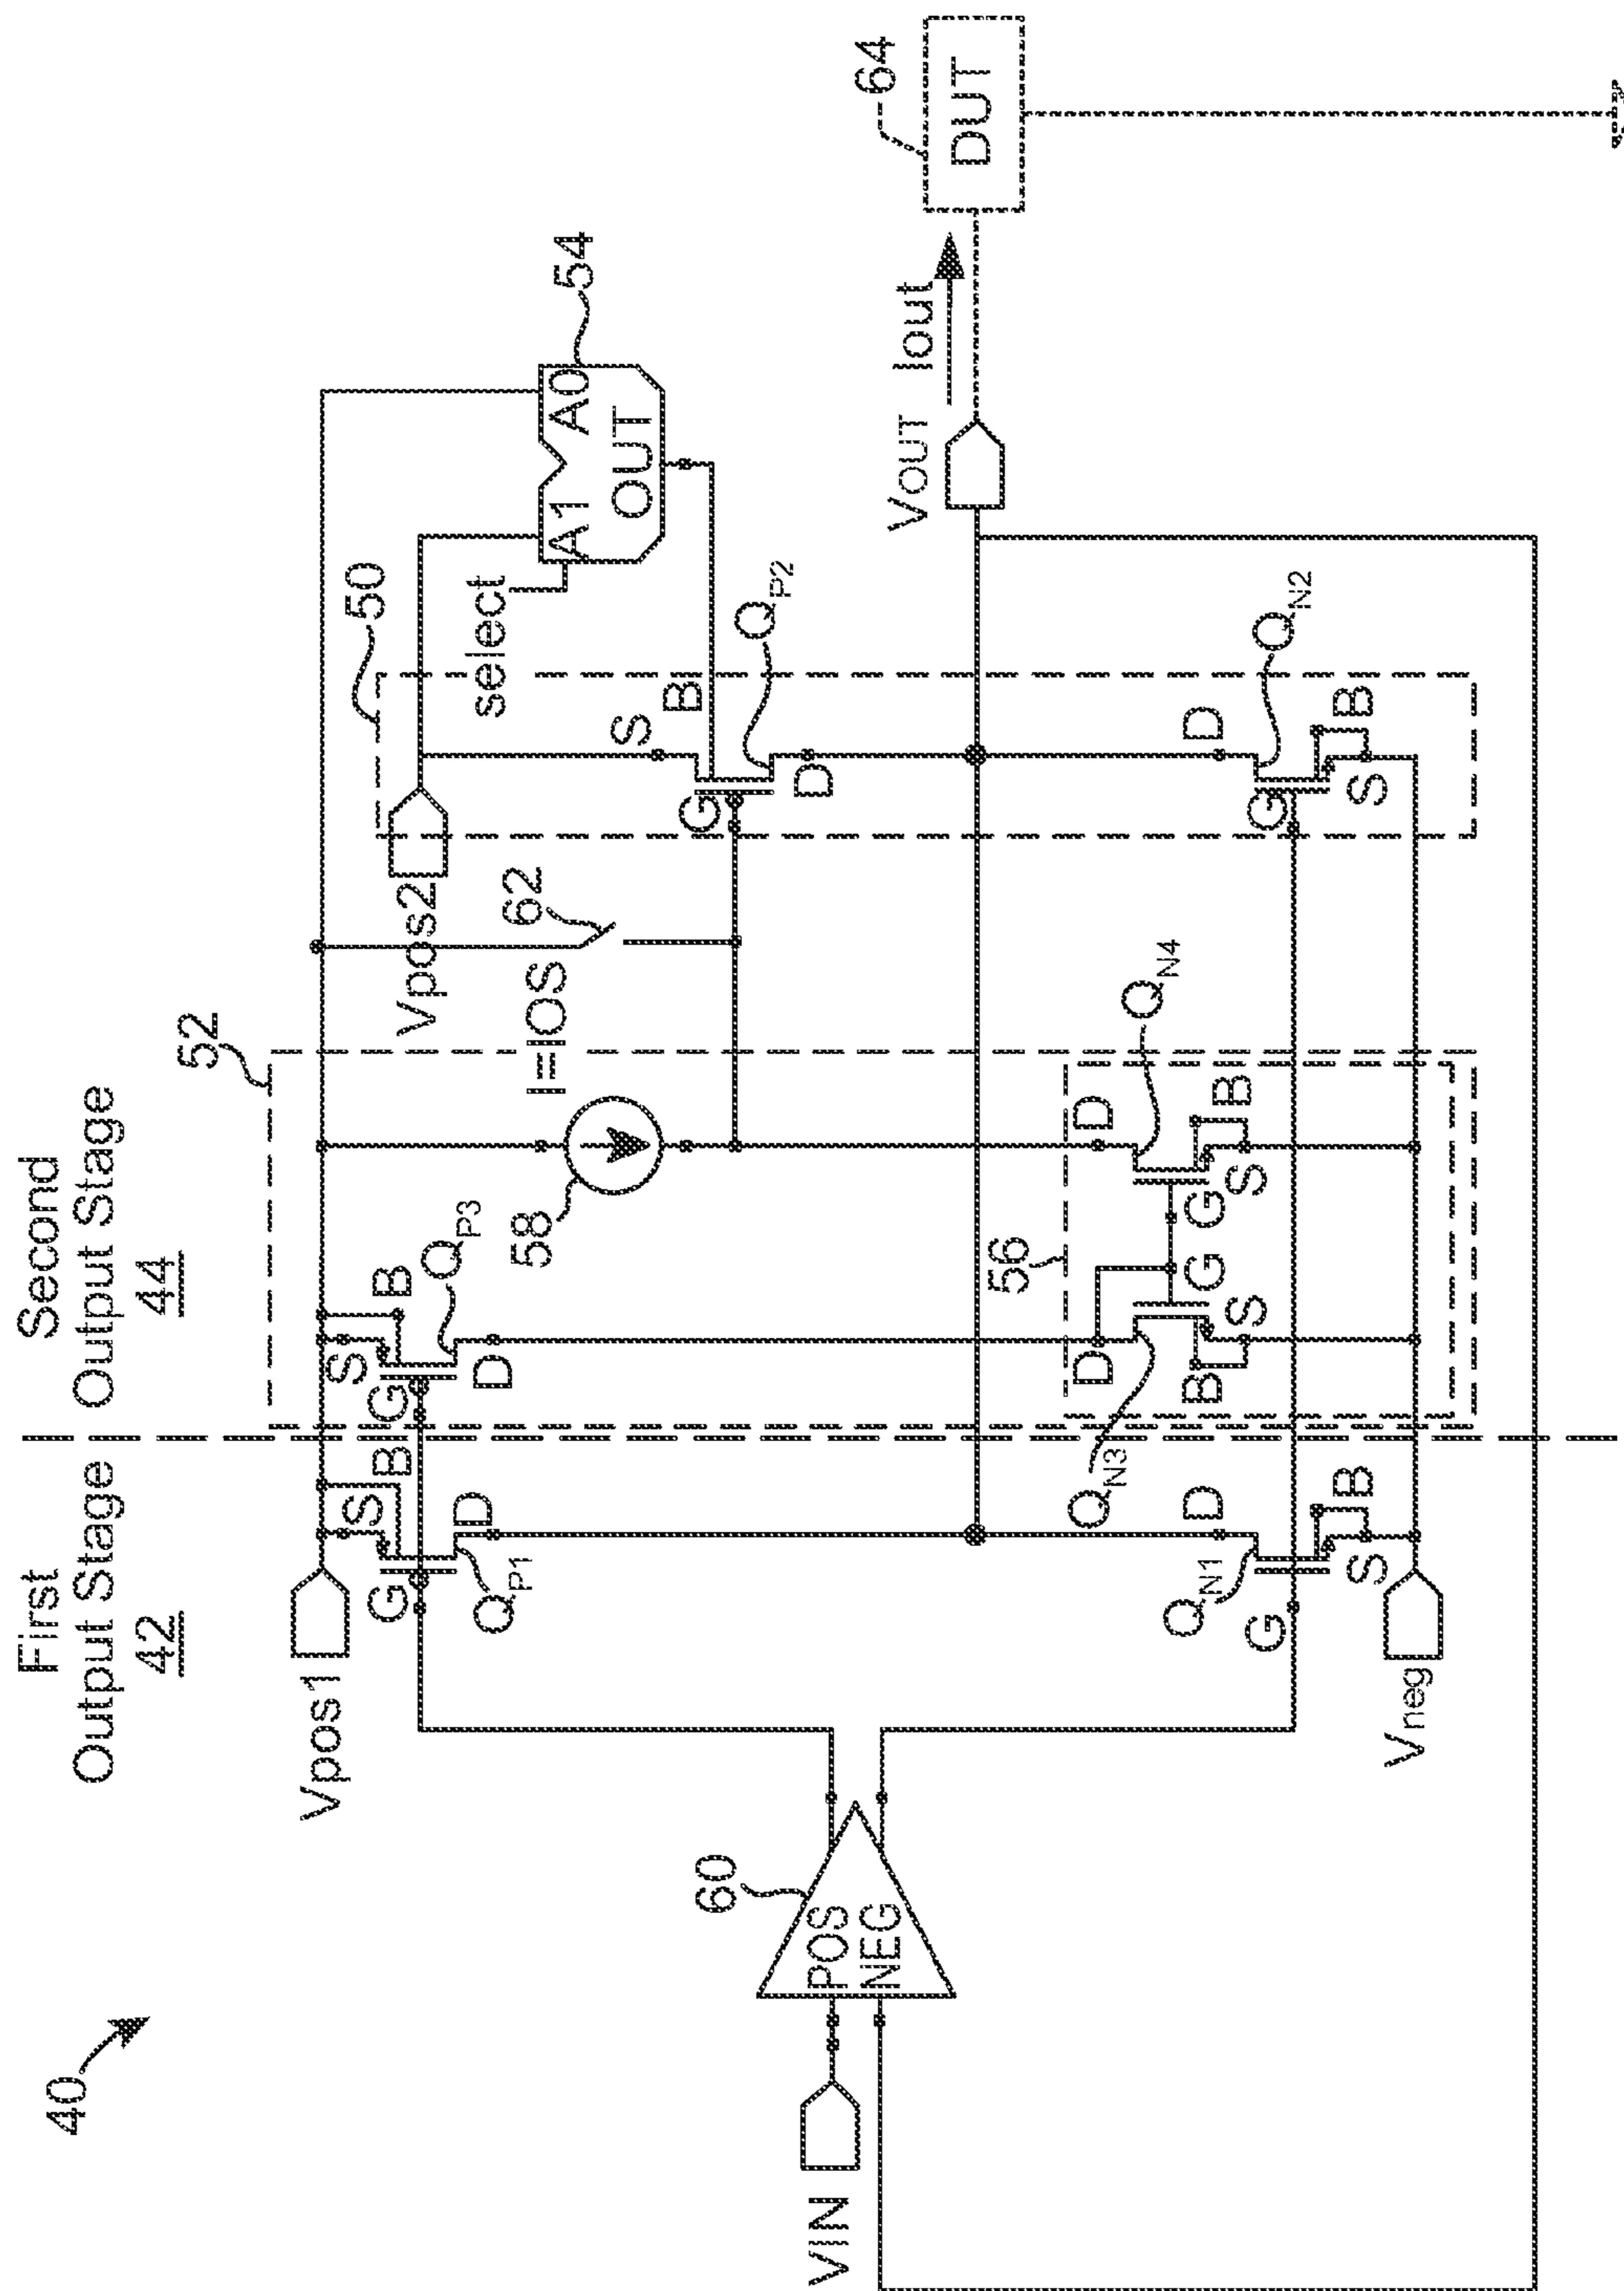 40
First
Output Stage
42
Second
Output Stage
44
52
50
54
64
Vpos1
Vpos2
select
A1
A0
OUT
DUT
VOUT
Iout
S
B
G
D
QP1
S
B
G
D
QP3
58
I=IOS
62
S
B
G
D
QP2
60
POS
NEG
VIN
56
D
G
B
S
QN3
D
G
B
S
QN4
D
G
B
S
QN1
D
G
B
S
QN2
Vneg